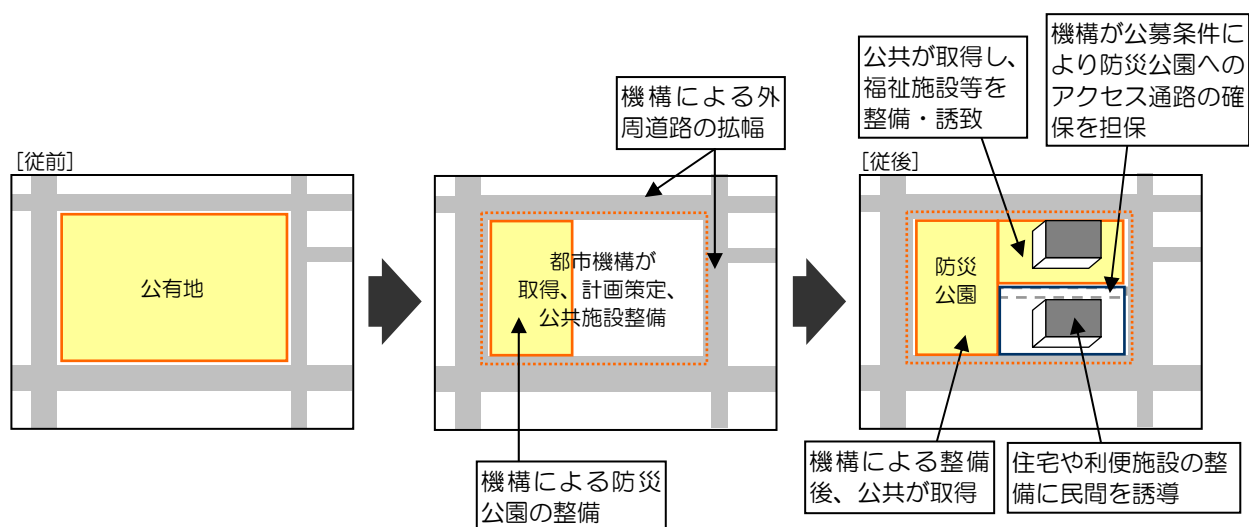 [従前]
公有地
機構による外
周道路の拡幅
都市機構が
取得、計画策定、
公共施設整備
機構による防災
公園の整備
[従後]
公共が取得し、
福祉施設等を
整備・誘致
機構が公募条件に
より防災公園への
アクセス通路の確
保を担保
防災
公園
機構による整備
後、公共が取得
住宅や利便施設の整
備に民間を誘導